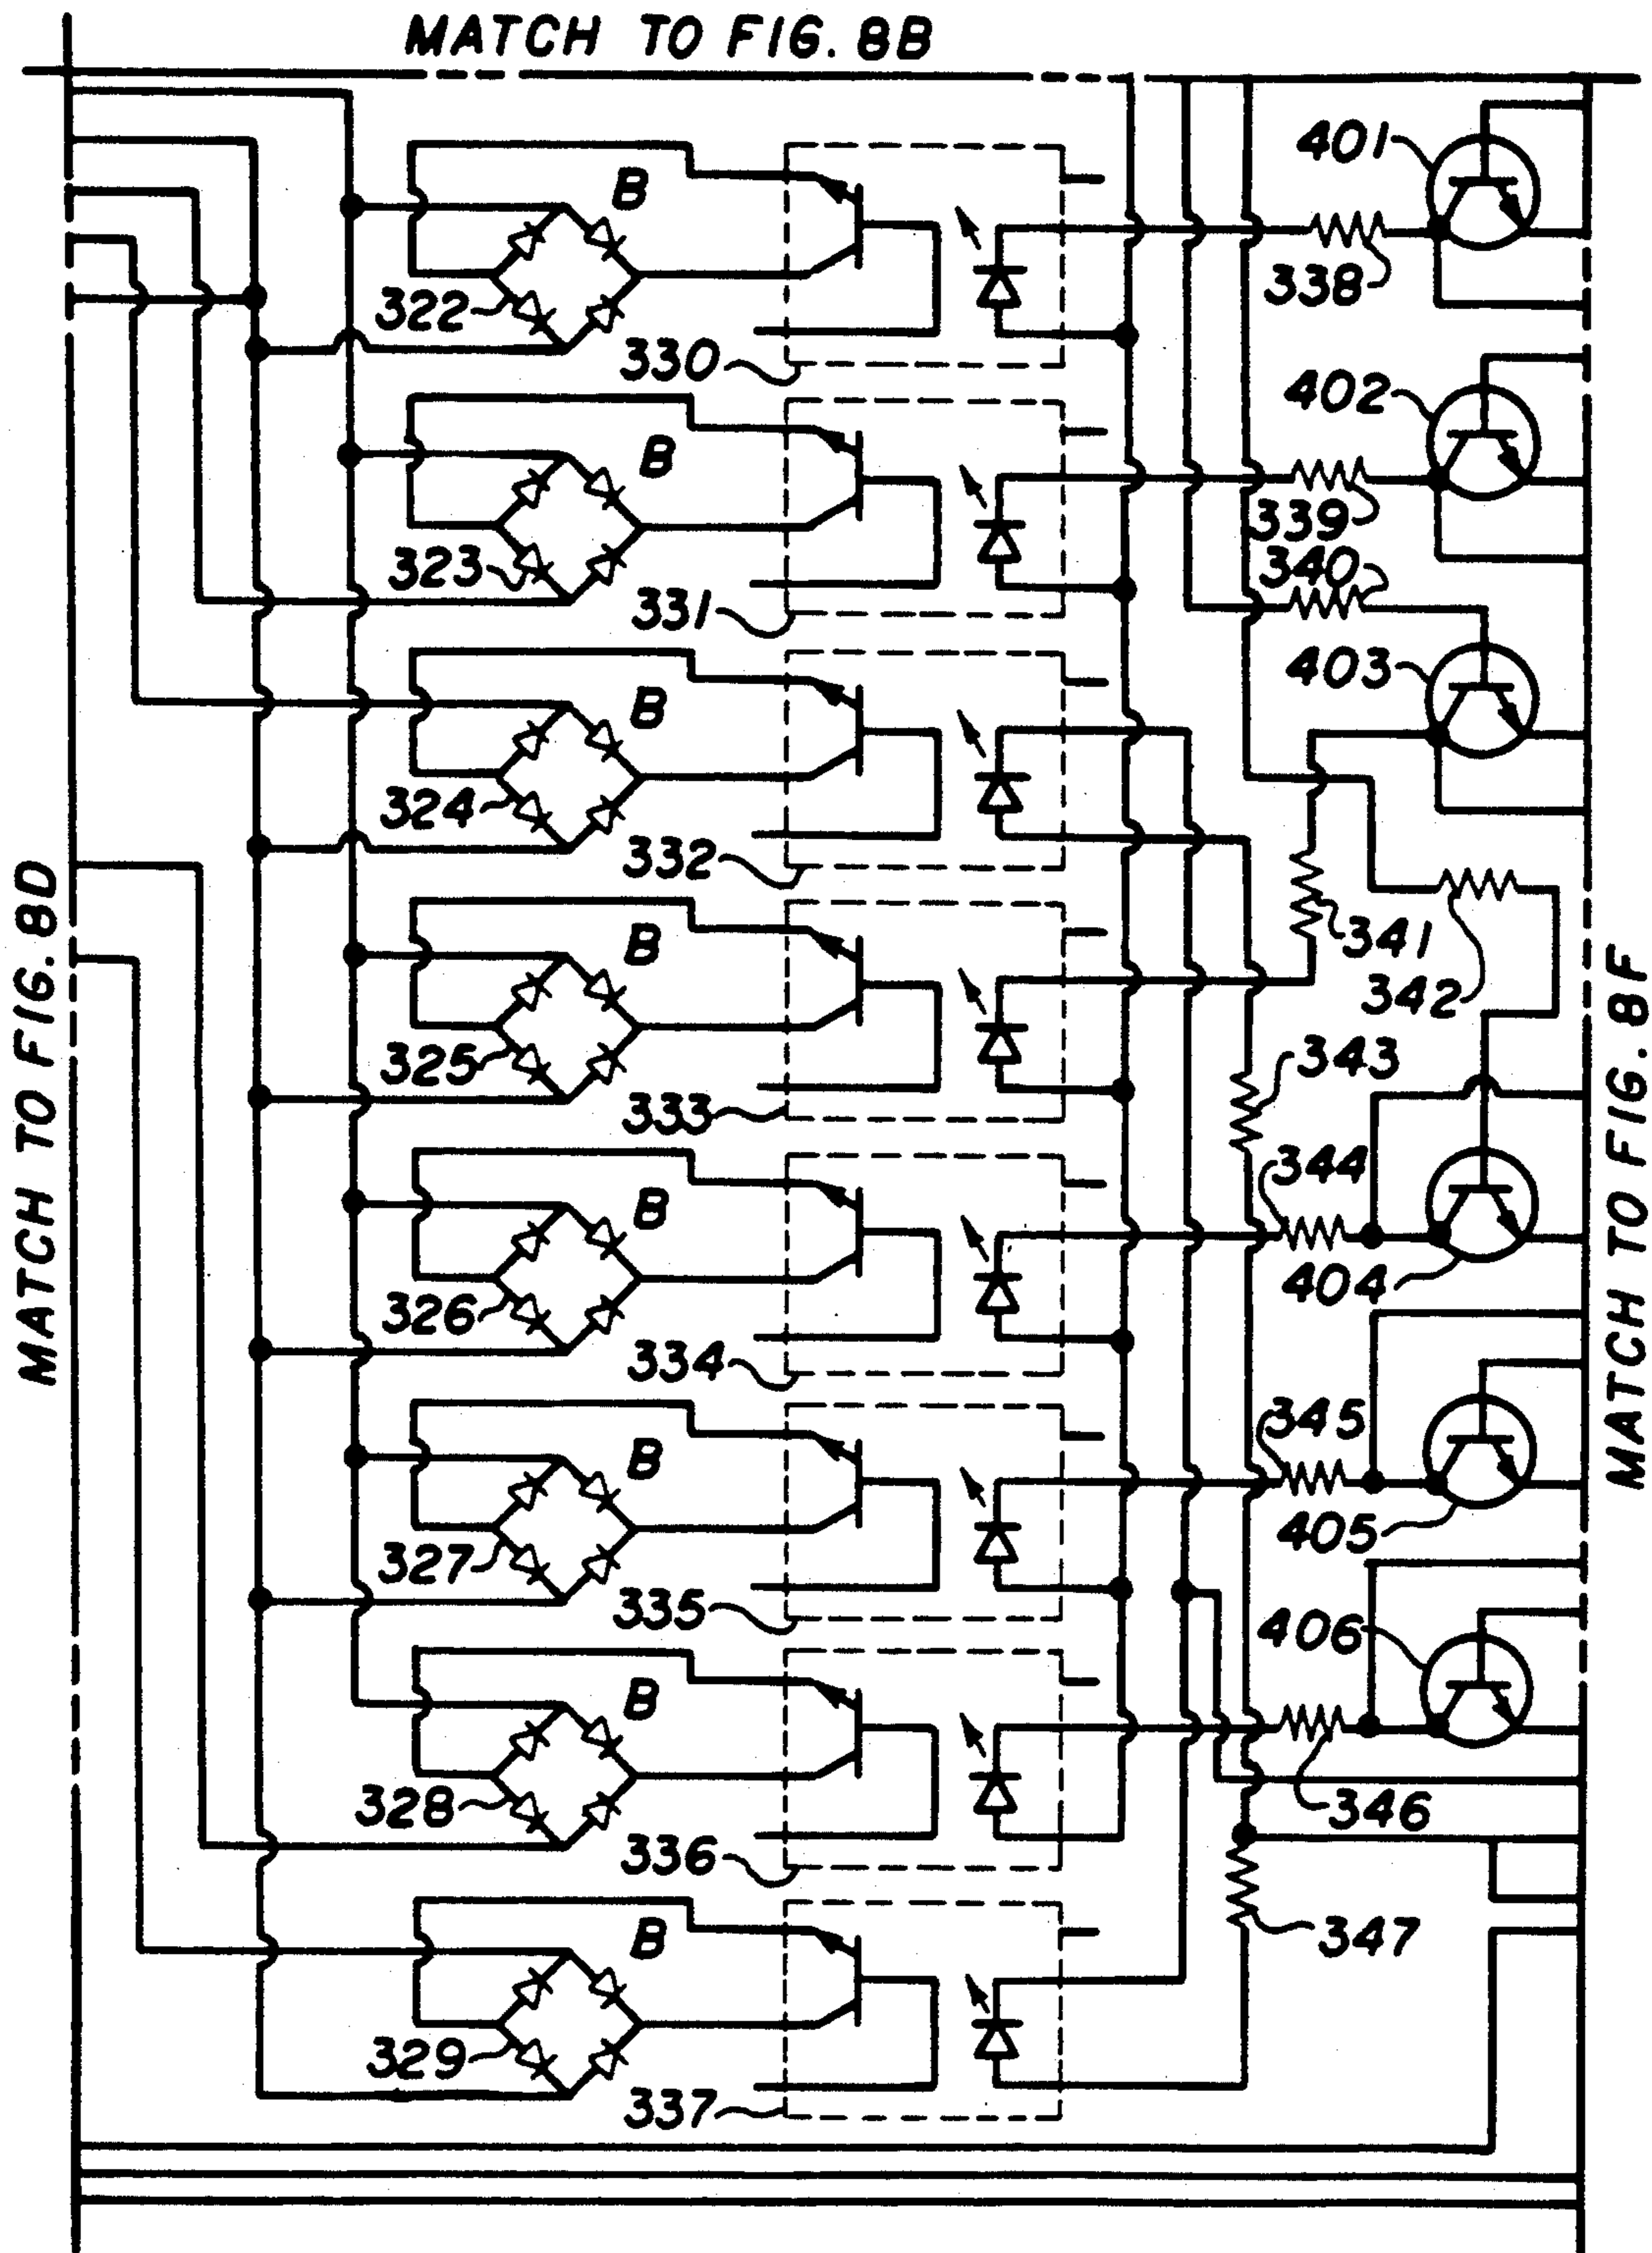 MATCH TO FIG. 8B
401
B
322
338
330
402
B
339
323
340
331
403
B
324
332
341
B
342
325
343
333
344
B
326
404
334
345
B
327
405
335
406
B
328
346
336
347
B
329
337
MATCH TO FIG. 8D
MATCH TO FIG. 8F